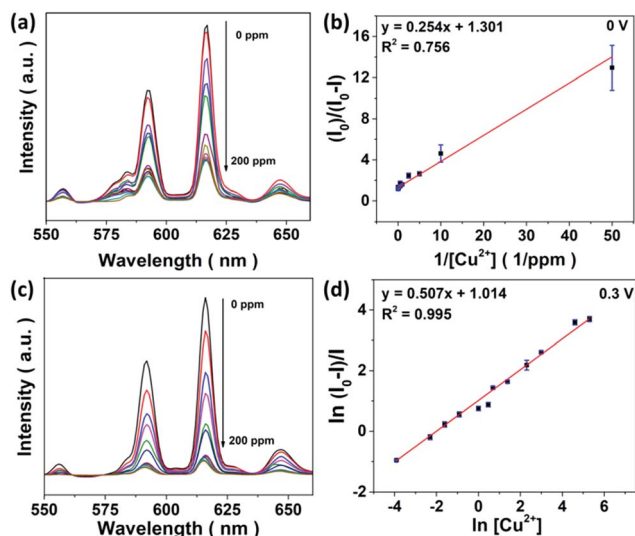 (a)
0 ppm
200 ppm
Intensity (a.u.)
550 575 600 625 650
Wavelength ( nm )
(b)
y = 0.254x + 1.301
R² = 0.756
0 V
(I₀)/(I₀-I)
16
12
8
4
0
0 10 20 30 40 50
1/[Cu²⁺] ( 1/ppm )
(c)
0 ppm
200 ppm
Intensity (a.u.)
550 575 600 625 650
Wavelength ( nm )
(d)
y = 0.507x + 1.014
R² = 0.995
0.3 V
ln (I₀-I)/I
4
2
0
-2
-4 -2 0 2 4 6
ln [Cu²⁺]